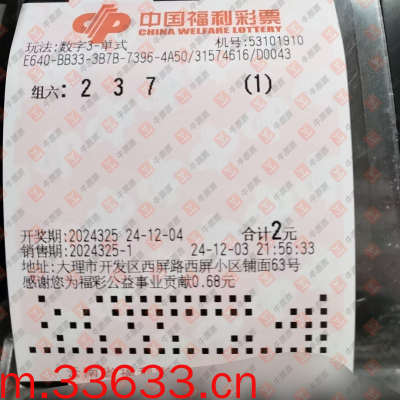 中国福利彩票
CHINA WELFARE LOTTERY
玩法:数字3-单式 机号:53101910
E640-BB33-3B7B-7396-4A50/31574616/D0043
组六: 2 3 7 (1)
开奖期:2024325 24-12-04 合计2元
销售期:2024325-1 24-12-03 21:56:33
地址:大理市开发区西屏路西屏小区铺面63号
感谢您为福彩公益事业贡献0.68元
m.33633.cn